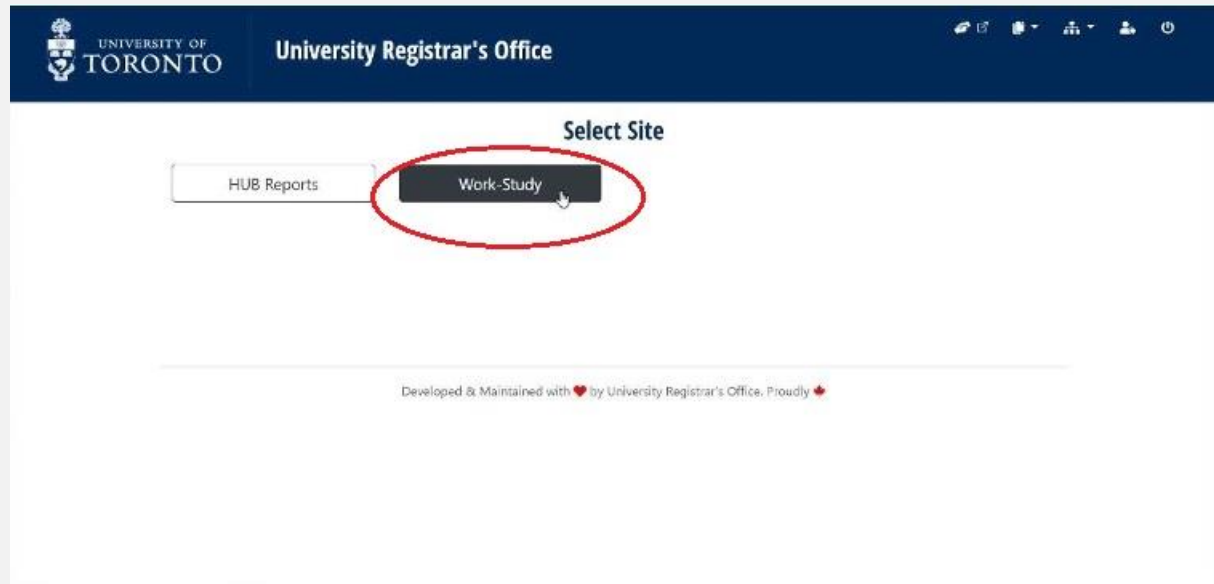 UNIVERSITY OF
TORONTO
University Registrar's Office
Select Site
HUB Reports
Work-Study
Developed & Maintained with by University Registrar's Office. Proudly